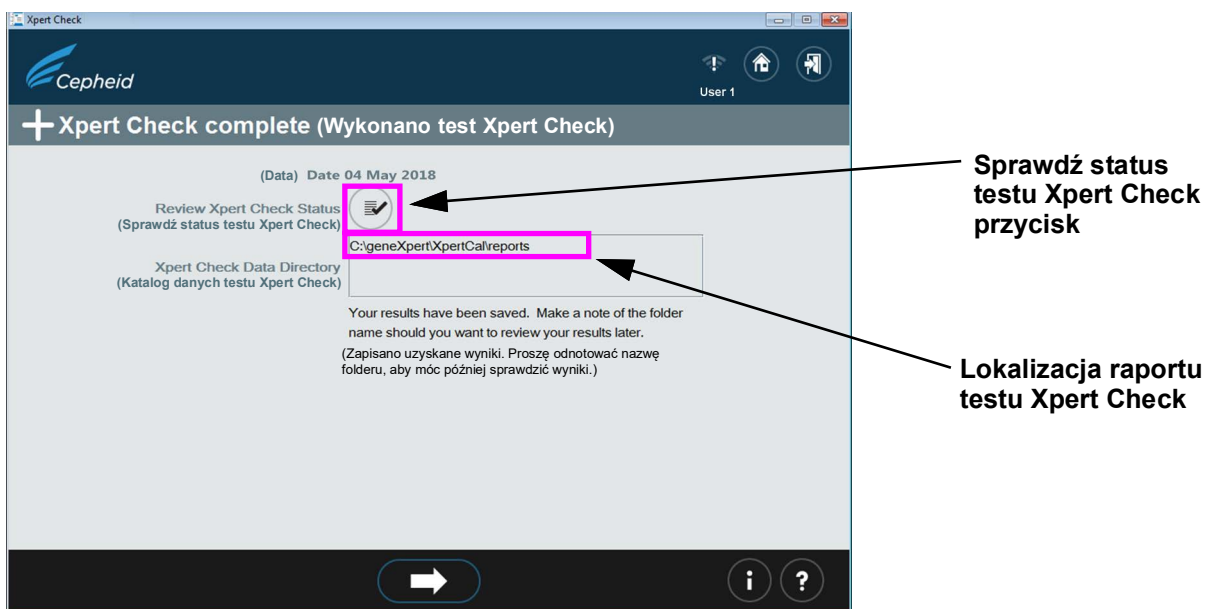 Xpert Check
Cepheid
User 1
Xpert Check complete (Wykonano test Xpert Check)
(Data) Date 04 May 2018
Review Xpert Check Status
(Sprawdź status testu Xpert Check)
C:\geneXpert\XpertCal\reports
Xpert Check Data Directory
(Katalog danych testu Xpert Check)
Your results have been saved. Make a note of the folder
name should you want to review your results later.
(Zapisano uzyskane wyniki. Proszę odnotować nazwę
folderu, aby móc później sprawdzić wyniki.)
Sprawdź status
testu Xpert Check
przycisk
Lokalizacja raportu
testu Xpert Check